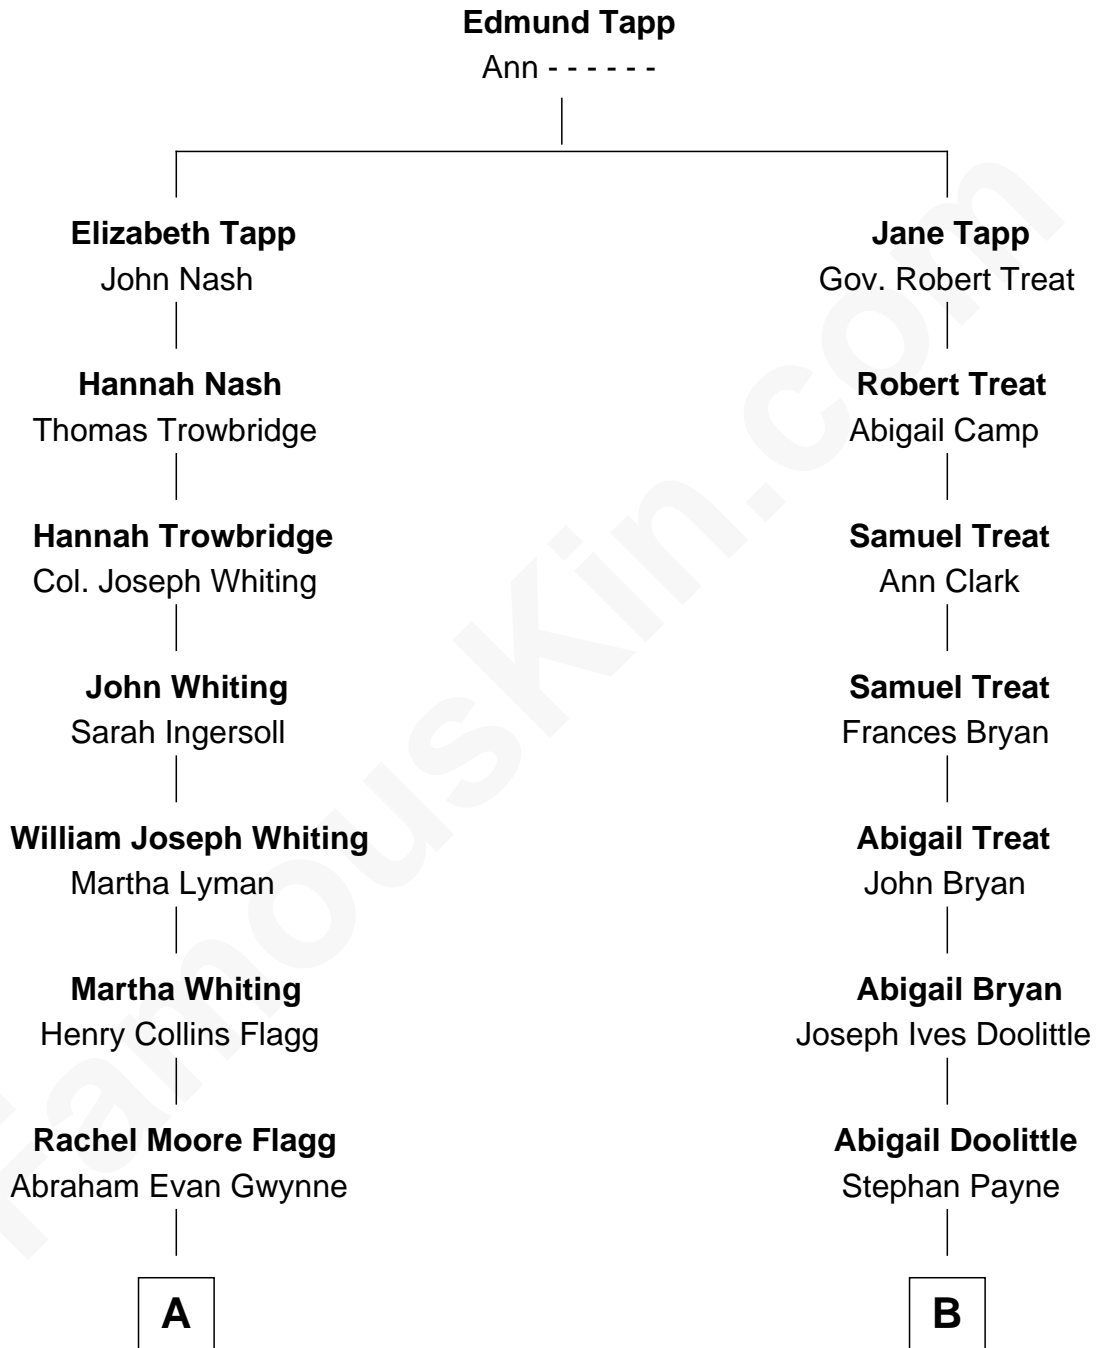 Edmund Tapp
Ann - - - - - -
Elizabeth Tapp
John Nash
Jane Tapp
Gov. Robert Treat
Hannah Nash
Thomas Trowbridge
Robert Treat
Abigail Camp
Hannah Trowbridge
Col. Joseph Whiting
Samuel Treat
Ann Clark
John Whiting
Sarah Ingersoll
Samuel Treat
Frances Bryan
William Joseph Whiting
Martha Lyman
Abigail Treat
John Bryan
Martha Whiting
Henry Collins Flagg
Abigail Bryan
Joseph Ives Doolittle
Rachel Moore Flagg
Abraham Evan Gwynne
Abigail Doolittle
Stephan Payne
A
B
FamousKin.com